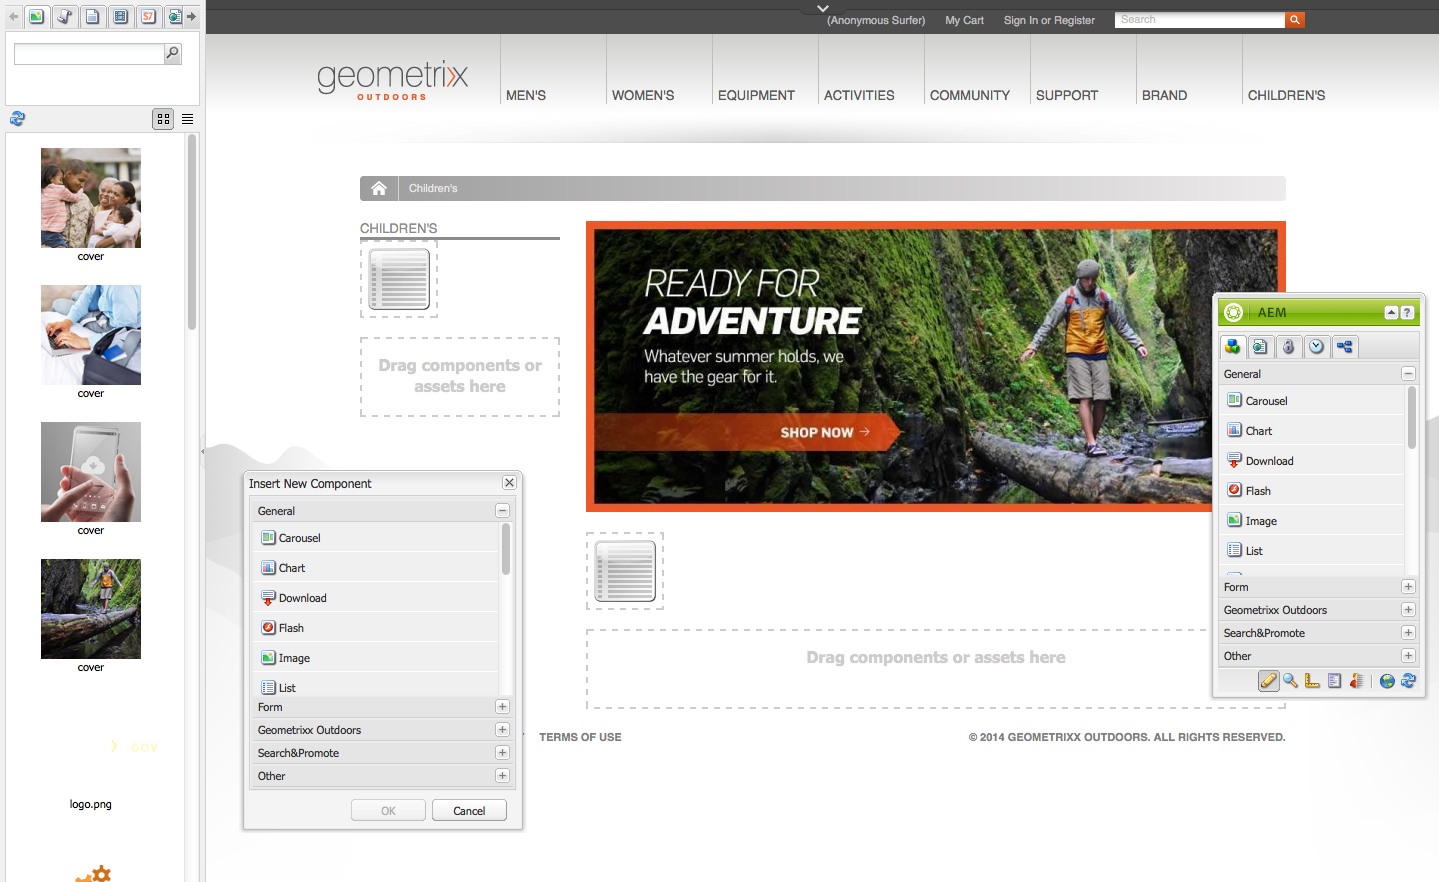 (Anonymous Surfer)
My Cart
Sign In or Register
Search
geometrixx
OUTDOORS
MEN'S
WOMEN'S
EQUIPMENT
ACTIVITIES
COMMUNITY
SUPPORT
BRAND
CHILDREN'S
S7
cover
cover
cover
cover
GOV
logo.png
Children's
CHILDREN'S
Drag components or
assets here
READY FOR
ADVENTURE
Whatever summer holds, we
have the gear for it.
SHOP NOW →
Drag components or assets here
TERMS OF USE
© 2014 GEOMETRIXX OUTDOORS. ALL RIGHTS RESERVED.
Insert New Component
General
Carousel
Chart
Download
Flash
Image
List
Form
Geometrixx Outdoors
Search&Promote
Other
OK
Cancel
AEM
?
General
Carousel
Chart
Download
Flash
Image
List
Form
Geometrixx Outdoors
Search&Promote
Other